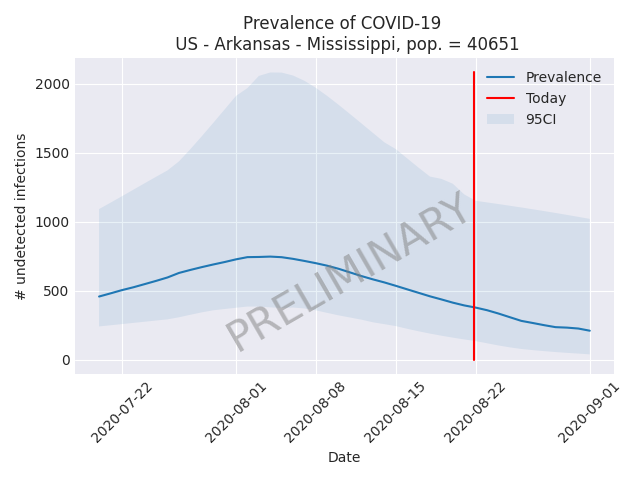 Prevalence of COVID-19
US - Arkansas - Mississippi, pop. = 40651
# undetected infections
2000
1500
1000
500
0
Prevalence
Today
95CI
PRELIMINARY
2020-07-22
2020-08-01
2020-08-08
2020-08-15
2020-08-22
2020-09-01
Date